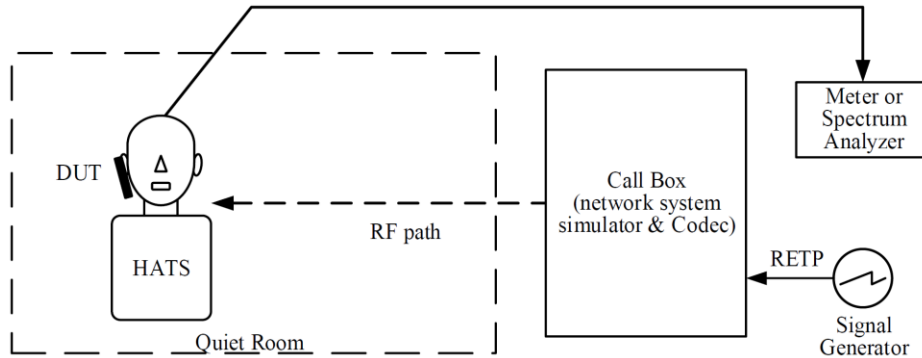 Meter or
Spectrum
Analyzer
DUT
Call Box
(network system
simulator & Codec)
RF path
HATS
RETP
Quiet Room
Signal
Generator